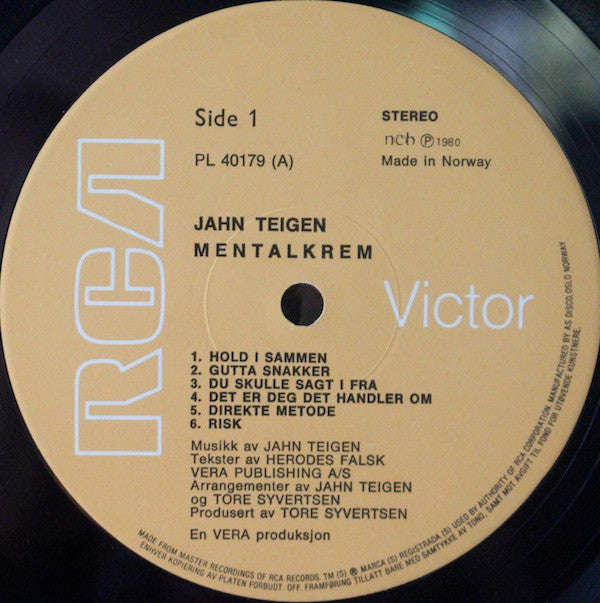 RCA
Side 1
PL 40179 (A)
STEREO
ncb Ⓟ 1980
Made in Norway
JAHN TEIGEN
MENTALKREM
Victor
1. HOLD I SAMMEN
2. GUTTA SNAKKER
3. DU SKULLE SAGT I FRA
4. DET ER DEG DET HANDLER OM
5. DIREKTE METODE
6. RISK
Musikk av JAHN TEIGEN
Tekster av HERODES FALSK
VERA PUBLISHING A/S
Arrangementer av JAHN TEIGEN
og TORE SYVERTSEN
Produsert av TORE SYVERTSEN
En VERA produksjon
MADE FROM MASTER RECORDINGS OF RCA RECORDS. TM (S) ® MARCA (S) REGISTRADA (S) USED BY AUTHORITY OF RCA CORPORATION. MANUFACTURED BY AS DISCO, OSLO NORWAY
ENHVER KOPIERING AV PLATEN FORBUDT. OFF. FRAMFØRING TILLATT BARE MED SAMTYKKE AV TONO, SAMT MOT AVGIFT TIL FOND FOR UTØVENDE KUNSTNERE.